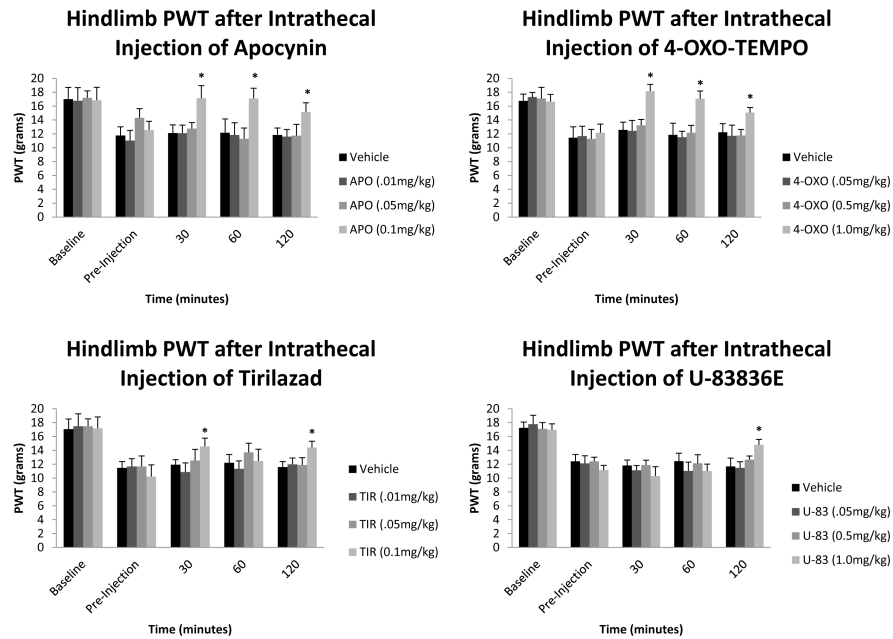 Hindlimb PWT after Intrathecal
Injection of Apocynin
PWT (grams)
20
18
16
14
12
10
8
6
4
2
0
*
*
*
Baseline
Pre-Injection
30
60
120
Time (minutes)
Vehicle
APO (.01mg/kg)
APO (.05mg/kg)
APO (0.1mg/kg)
Hindlimb PWT after Intrathecal
Injection of 4-OXO-TEMPO
PWT (grams)
20
18
16
14
12
10
8
6
4
2
0
*
*
*
Baseline
Pre-Injection
30
60
120
Time (minutes)
Vehicle
4-OXO (.05mg/kg)
4-OXO (0.5mg/kg)
4-OXO (1.0mg/kg)
Hindlimb PWT after Intrathecal
Injection of Tirilazad
PWT (grams)
20
18
16
14
12
10
8
6
4
2
0
*
*
Baseline
Pre-Injection
30
60
120
Time (minutes)
Vehicle
TIR (.01mg/kg)
TIR (.05mg/kg)
TIR (0.1mg/kg)
Hindlimb PWT after Intrathecal
Injection of U-83836E
PWT (grams)
20
18
16
14
12
10
8
6
4
2
0
*
Baseline
Pre-Injection
30
60
120
Time (minutes)
Vehicle
U-83 (.05mg/kg)
U-83 (0.5mg/kg)
U-83 (1.0mg/kg)